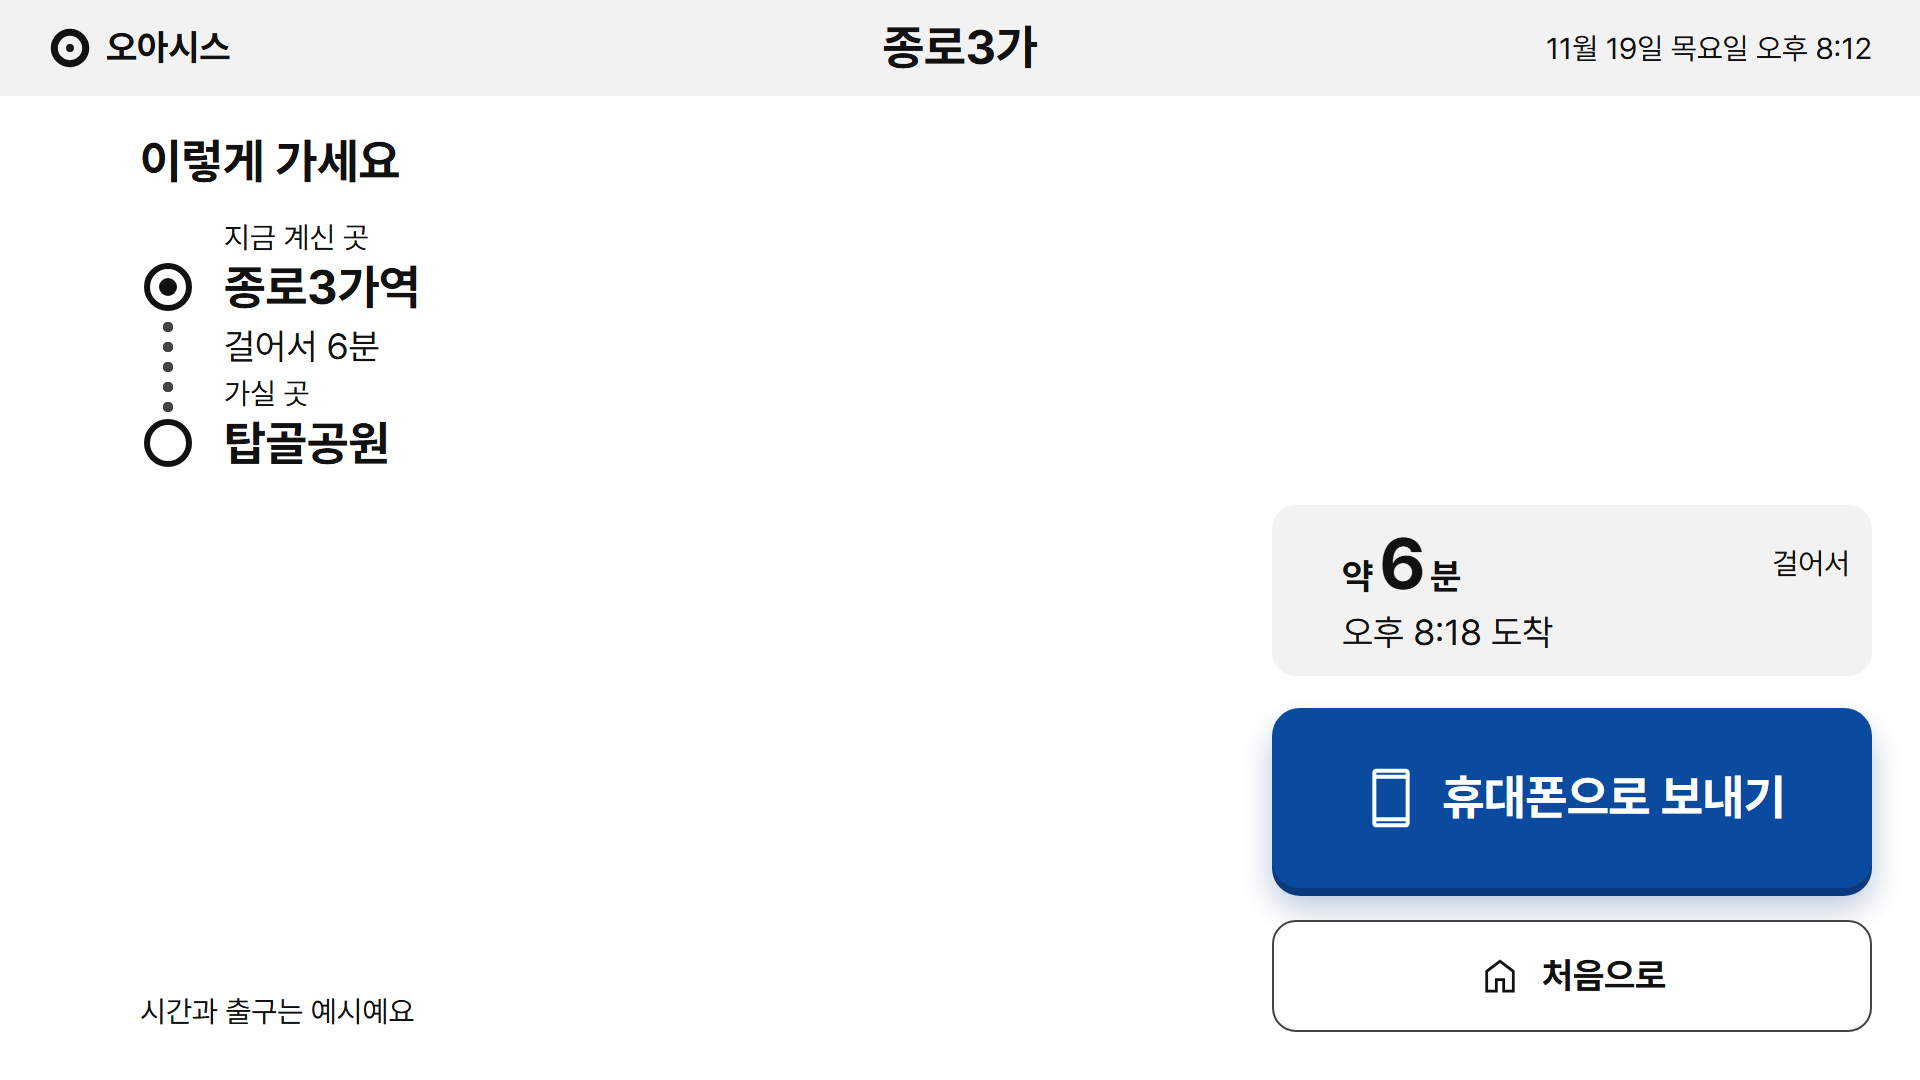 오아시스
종로3가
11월 19일 목요일 오후 8:12
이렇게 가세요
지금 계신 곳
종로3가역
걸어서 6분
가실 곳
탑골공원
약 6 분
걸어서
오후 8:18 도착
휴대폰으로 보내기
처음으로
시간과 출구는 예시예요